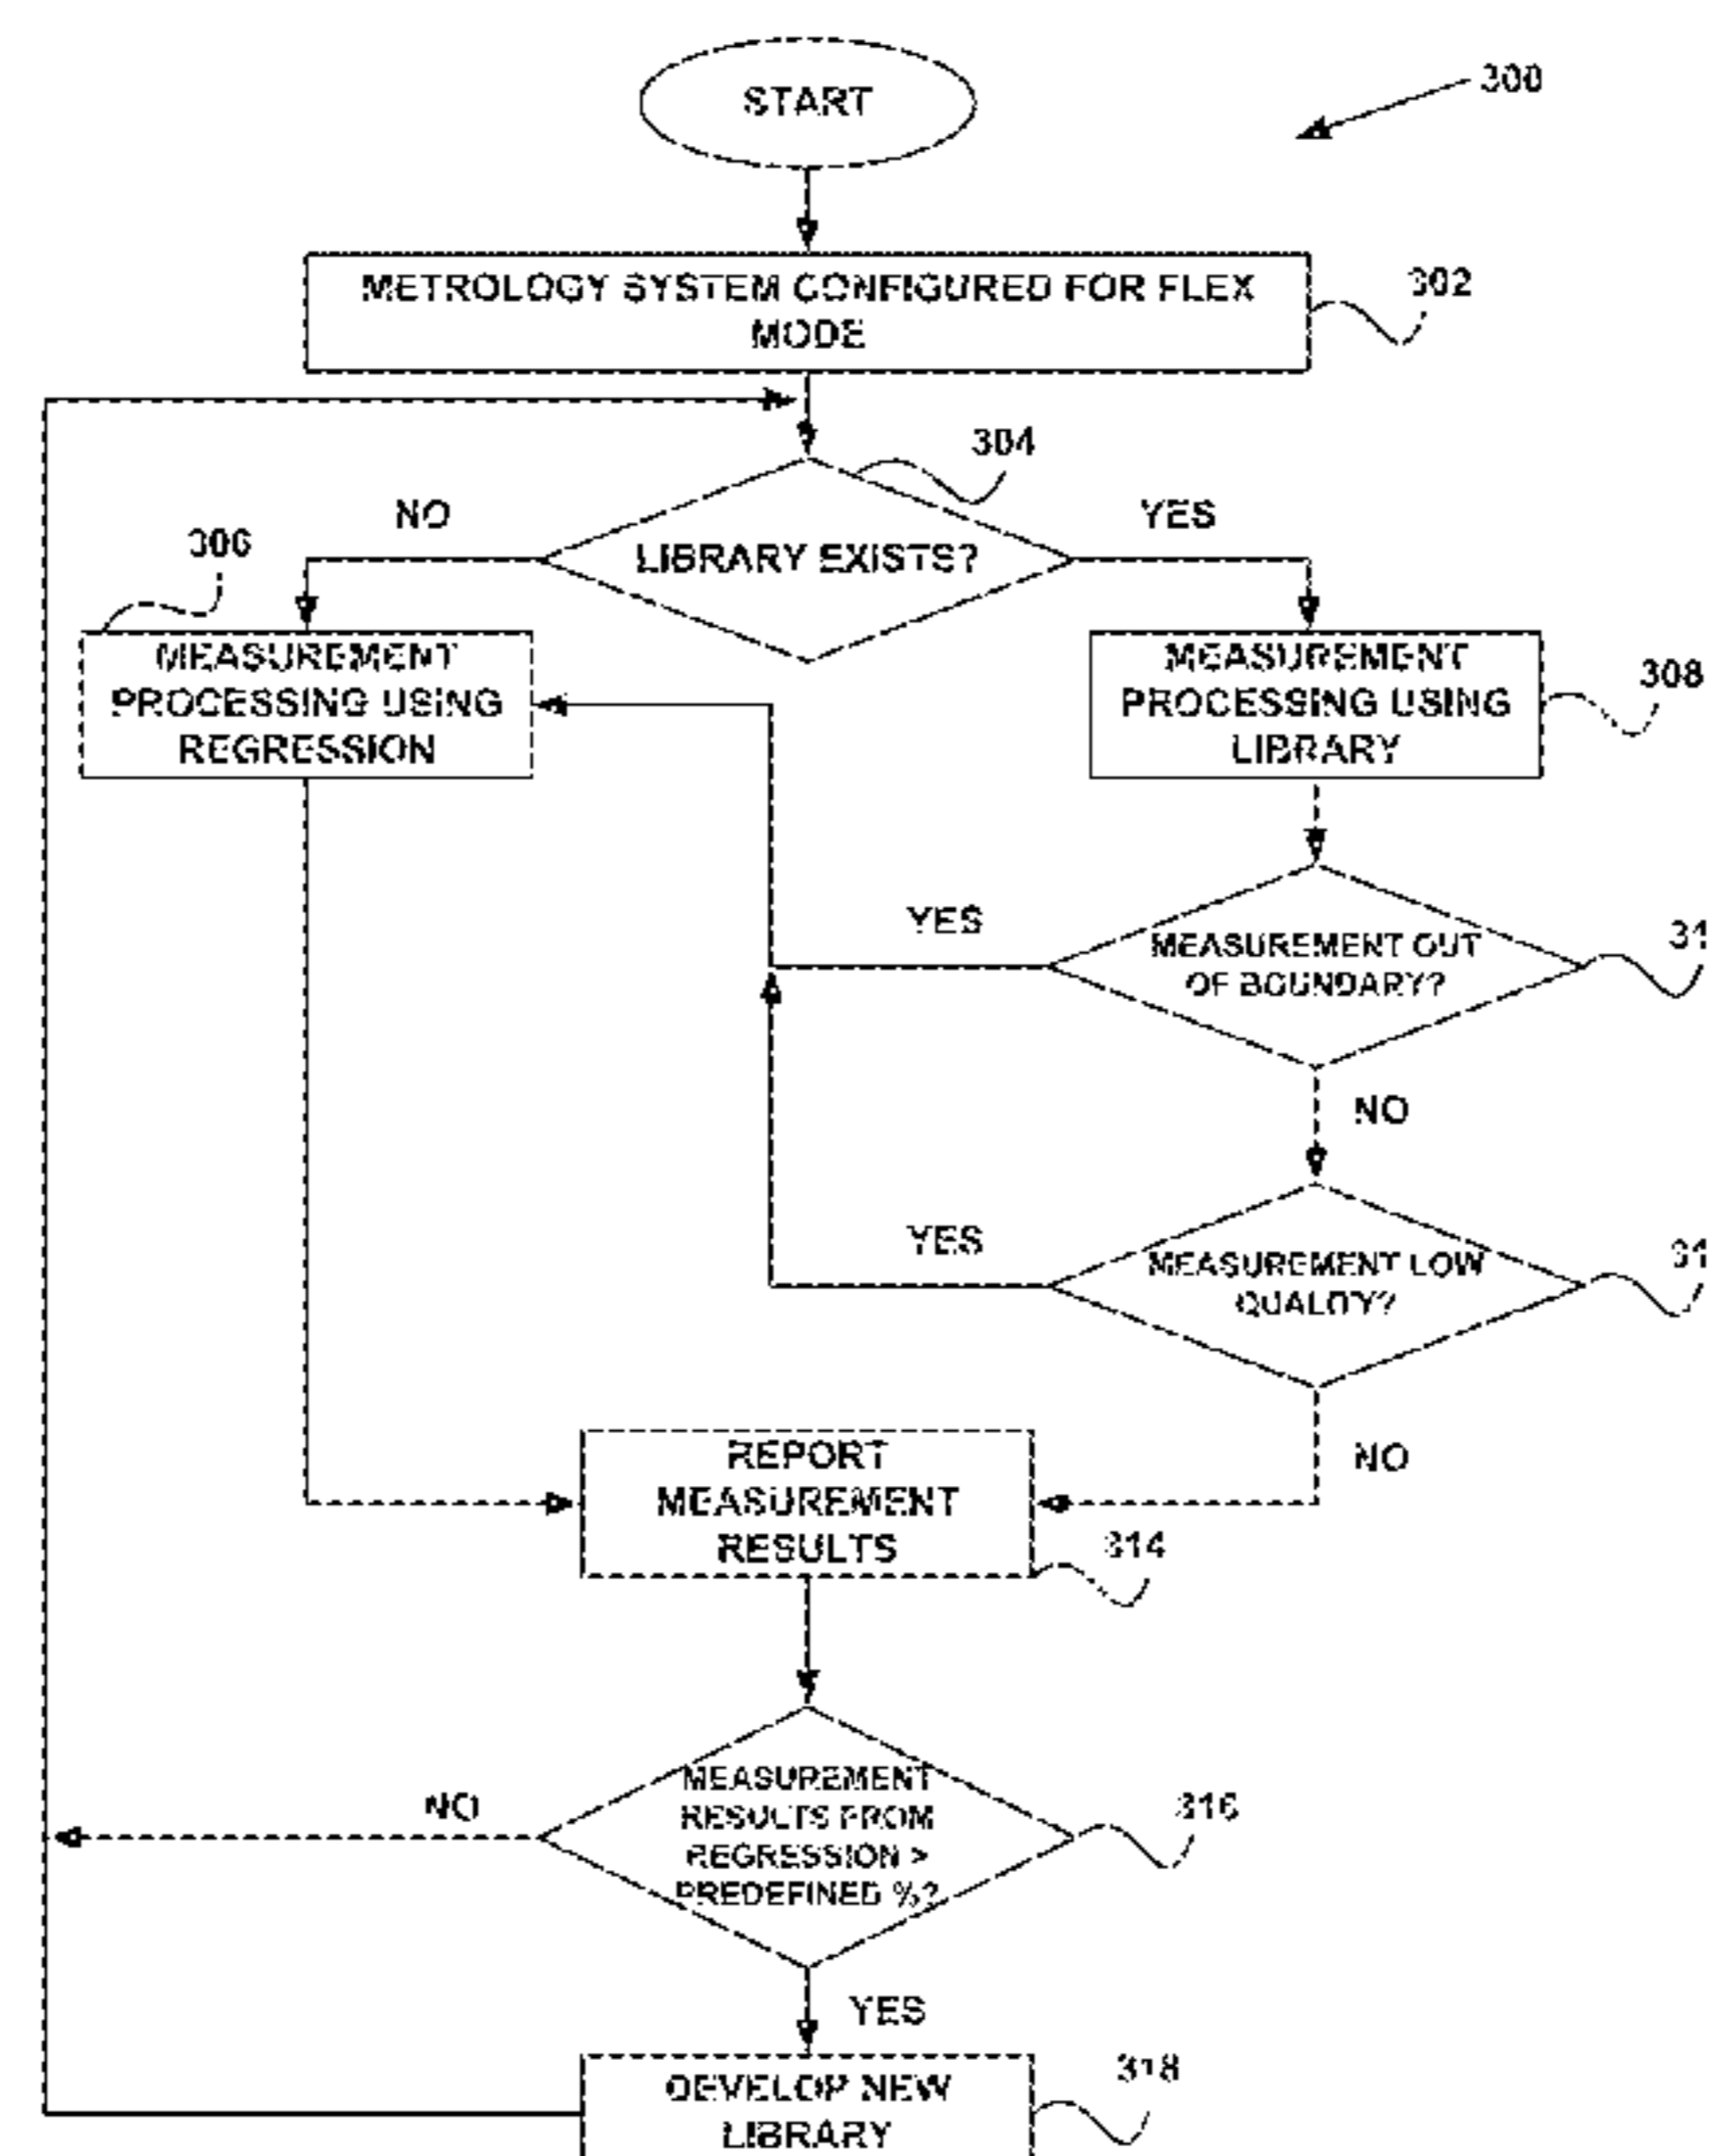 START
300
METROLOGY SYSTEM CONFIGURED FOR FLEX
MODE
302
304
NO
YES
LIBRARY EXISTS?
306
MEASUREMENT
PROCESSING USING
REGRESSION
MEASUREMENT
PROCESSING USING
LIBRARY
308
YES
MEASUREMENT OUT
OF BOUNDARY?
31
NO
YES
MEASUREMENT LOW
QUALITY?
31
NO
REPORT
MEASUREMENT
RESULTS
314
MEASUREMENT
RESULTS FROM
REGRESSION >
PREDEFINED %?
NO
316
YES
DEVELOP NEW
LIBRARY
318